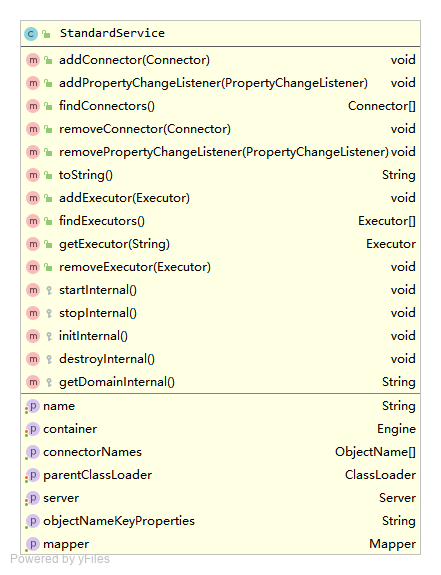 C StandardService
m addConnector(Connector) void
m addPropertyChangeListener(PropertyChangeListener) void
m findConnectors() Connector[]
m removeConnector(Connector) void
m removePropertyChangeListener(PropertyChangeListener) void
m toString() String
m addExecutor(Executor) void
m findExecutors() Executor[]
m getExecutor(String) Executor
m removeExecutor(Executor) void
m startInternal() void
m stopInternal() void
m initInternal() void
m destroyInternal() void
m getDomainInternal() String
p name String
p container Engine
p connectorNames ObjectName[]
p parentClassLoader ClassLoader
p server Server
p objectNameKeyProperties String
p mapper Mapper
Powered by yFiles